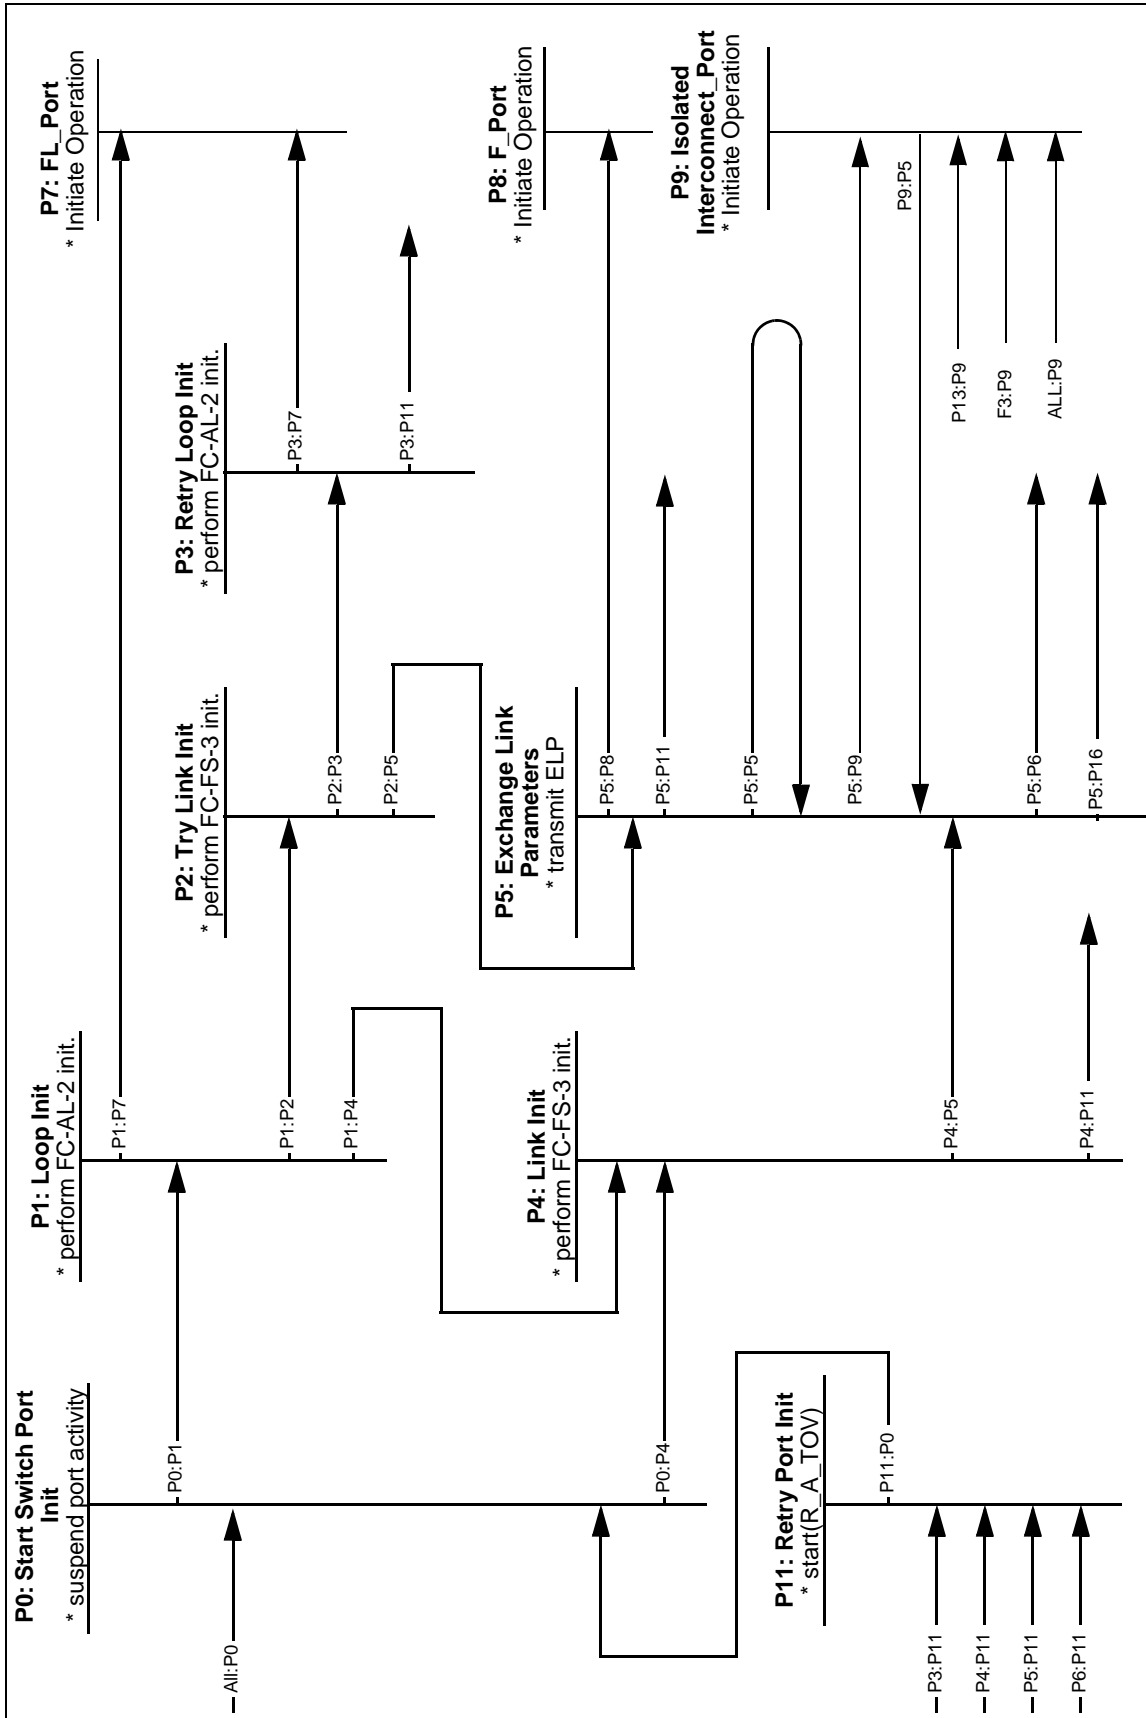 P0: Start Switch Port
Init
* suspend port activity
All:P0
P0:P1
P0:P4
P1: Loop Init
* perform FC-AL-2 init.
P1:P7
P1:P2
P1:P4
P2: Try Link Init
* perform FC-FS-3 init.
P2:P3
P2:P5
P3: Retry Loop Init
* perform FC-AL-2 init.
P3:P7
P3:P11
P7: FL_Port
* Initiate Operation
P11: Retry Port Init
* start(R_A_TOV)
P11:P0
P3:P11
P4:P11
P5:P11
P6:P11
P4: Link Init
* perform FC-FS-3 init.
P4:P5
P4:P11
P5: Exchange Link
Parameters
* transmit ELP
P5:P8
P5:P11
P5:P5
P5:P9
P5:P6
P5:P16
P8: F_Port
* Initiate Operation
P9: Isolated
Interconnect_Port
* Initiate Operation
P9:P5
P13:P9
F3:P9
ALL:P9